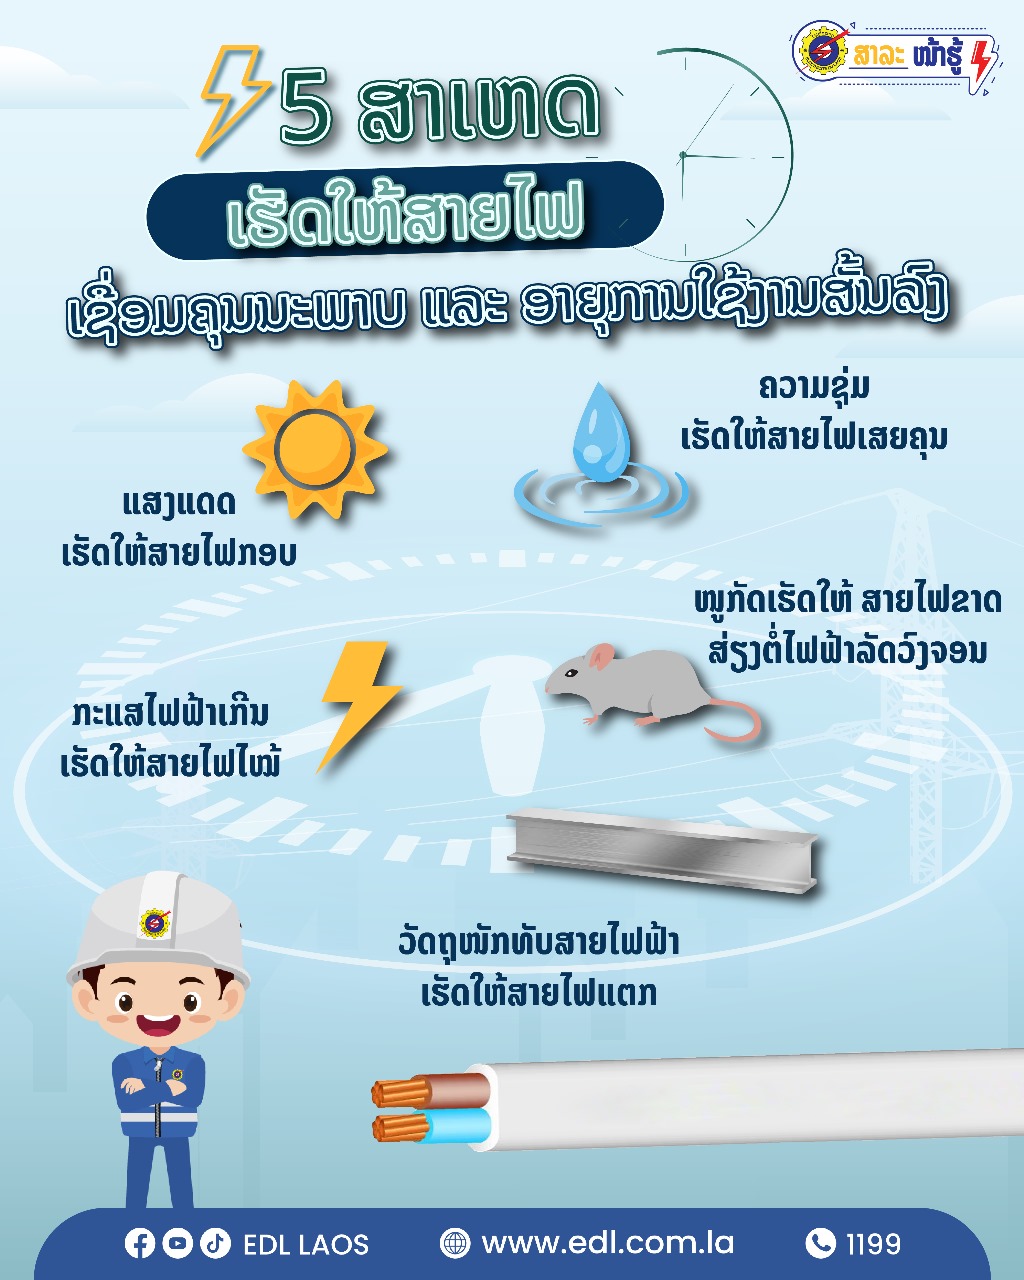 ສາລະ ໜ້າຮູ້
5 ສາເຫດ
ເຮັດໃຫ້ສາຍໄຟ
ເຊື່ອມຄຸນນະພາບ ແລະ ອາຍຸການໃຊ້ງານສັ້ນລົງ
ຄວາມຊຸ່ມ
ເຮັດໃຫ້ສາຍໄຟເສຍຄຸນ
ແສງແດດ
ເຮັດໃຫ້ສາຍໄຟກອບ
ໜູກັດເຮັດໃຫ້ ສາຍໄຟຂາດ
ສ່ຽງຕໍ່ໄຟຟ້າລັດວົງຈອນ
ກະແສໄຟຟ້າເກີນ
ເຮັດໃຫ້ສາຍໄຟໄໝ້
ວັດຖຸໜັກທັບສາຍໄຟຟ້າ
ເຮັດໃຫ້ສາຍໄຟແຕກ
EDL LAOS www.edl.com.la 1199